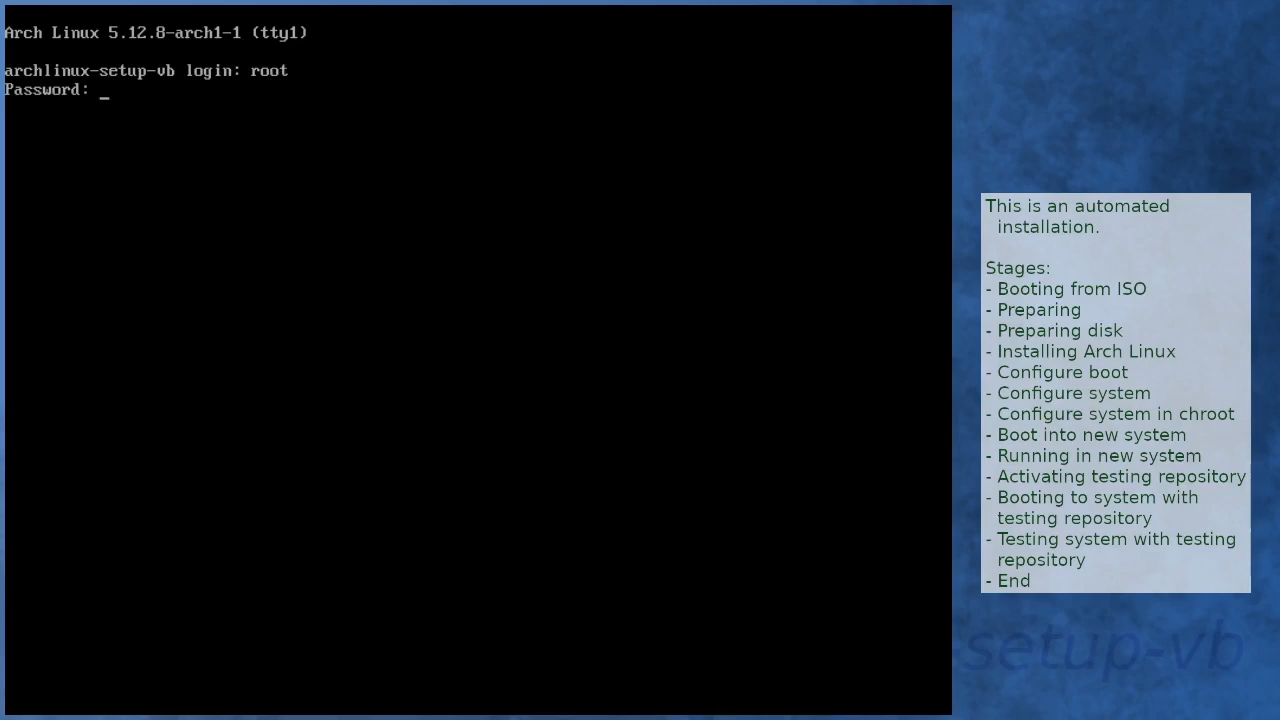 Arch Linux 5.12.8-arch1-1 (tty1)
archlinux-setup-vb login: root
Password: _
This is an automated
installation.
Stages:
- Booting from ISO
- Preparing
- Preparing disk
- Installing Arch Linux
- Configure boot
- Configure system
- Configure system in chroot
- Boot into new system
- Running in new system
- Activating testing repository
- Booting to system with
testing repository
- Testing system with testing
repository
- End
-setup-vb